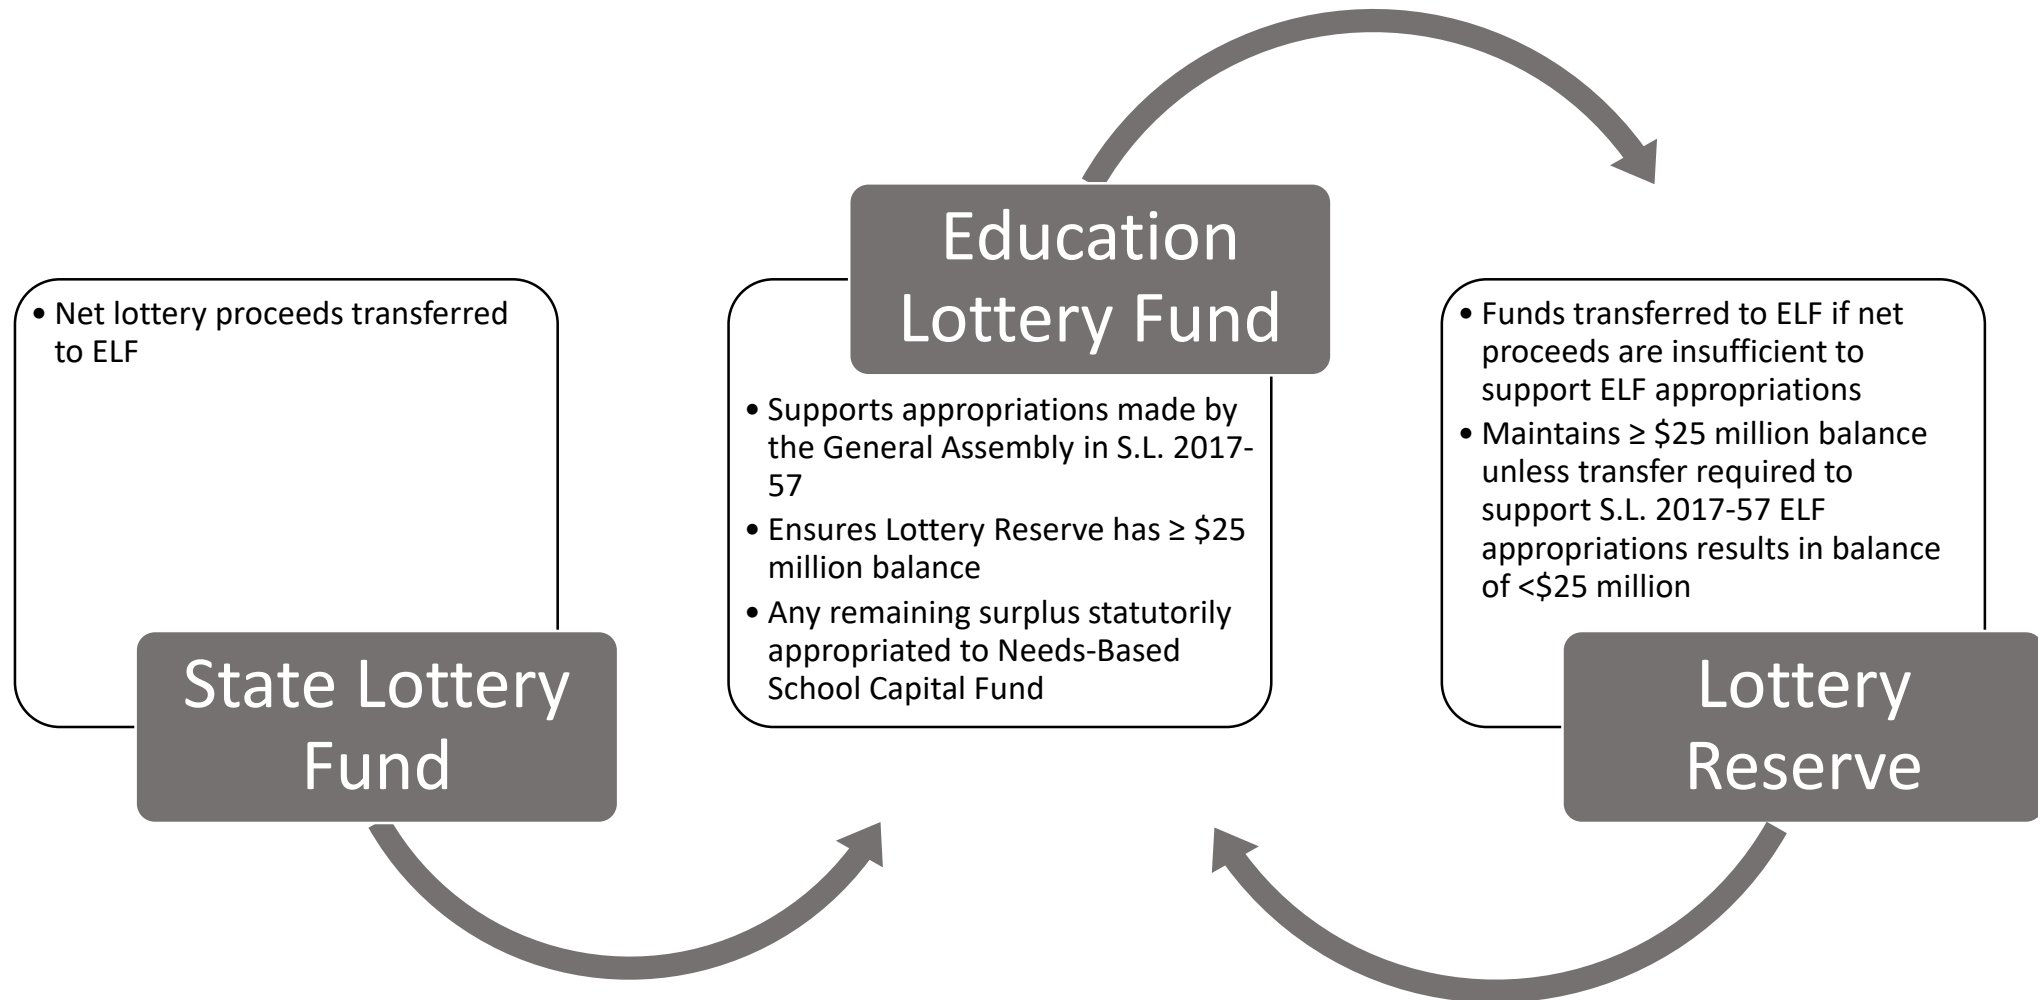 • Net lottery proceeds transferred
to ELF
State Lottery
Fund
Education
Lottery Fund
• Supports appropriations made by
the General Assembly in S.L. 2017-
57
• Ensures Lottery Reserve has ≥ $25
million balance
• Any remaining surplus statutorily
appropriated to Needs-Based
School Capital Fund
• Funds transferred to ELF if net
proceeds are insufficient to
support ELF appropriations
• Maintains ≥ $25 million balance
unless transfer required to
support S.L. 2017-57 ELF
appropriations results in balance
of <$25 million
Lottery
Reserve